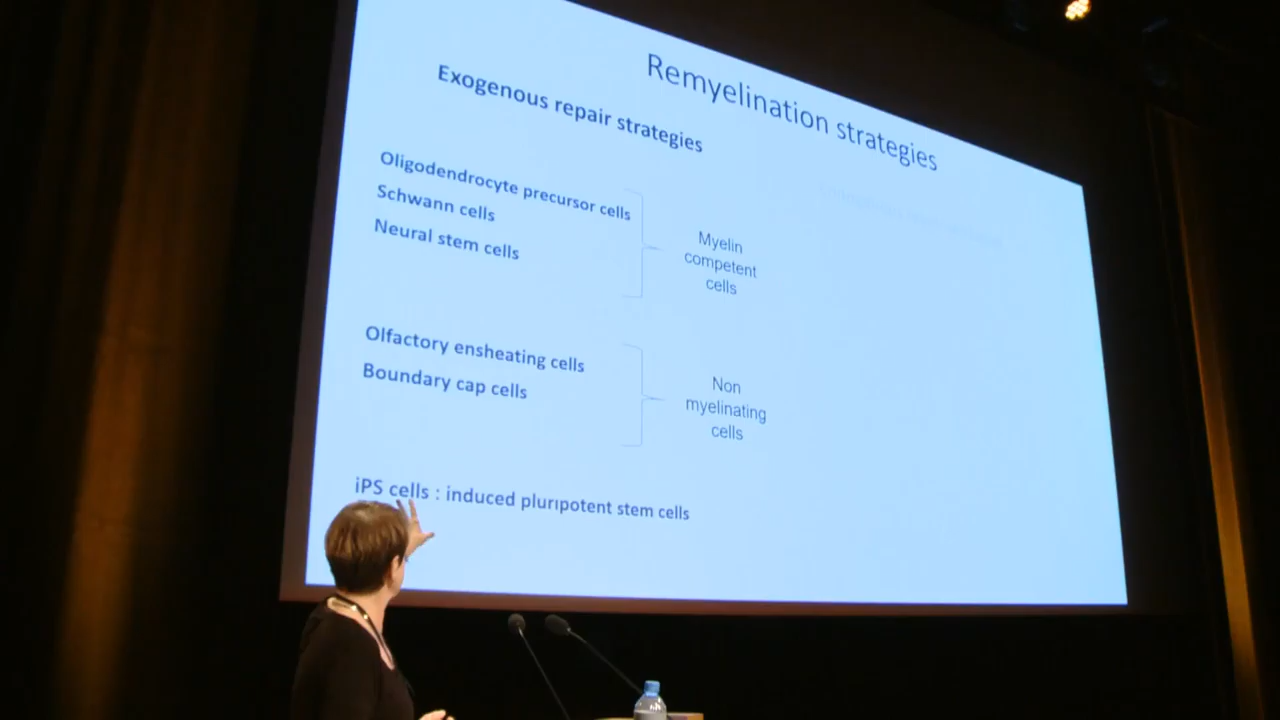 Remyelination strategies
Exogenous repair strategies
Oligodendrocyte precursor cells
Schwann cells
Neural stem cells
Myelin
competent
cells
Olfactory ensheating cells
Boundary cap cells
Non
myelinating
cells
iPS cells : induced pluripotent stem cells